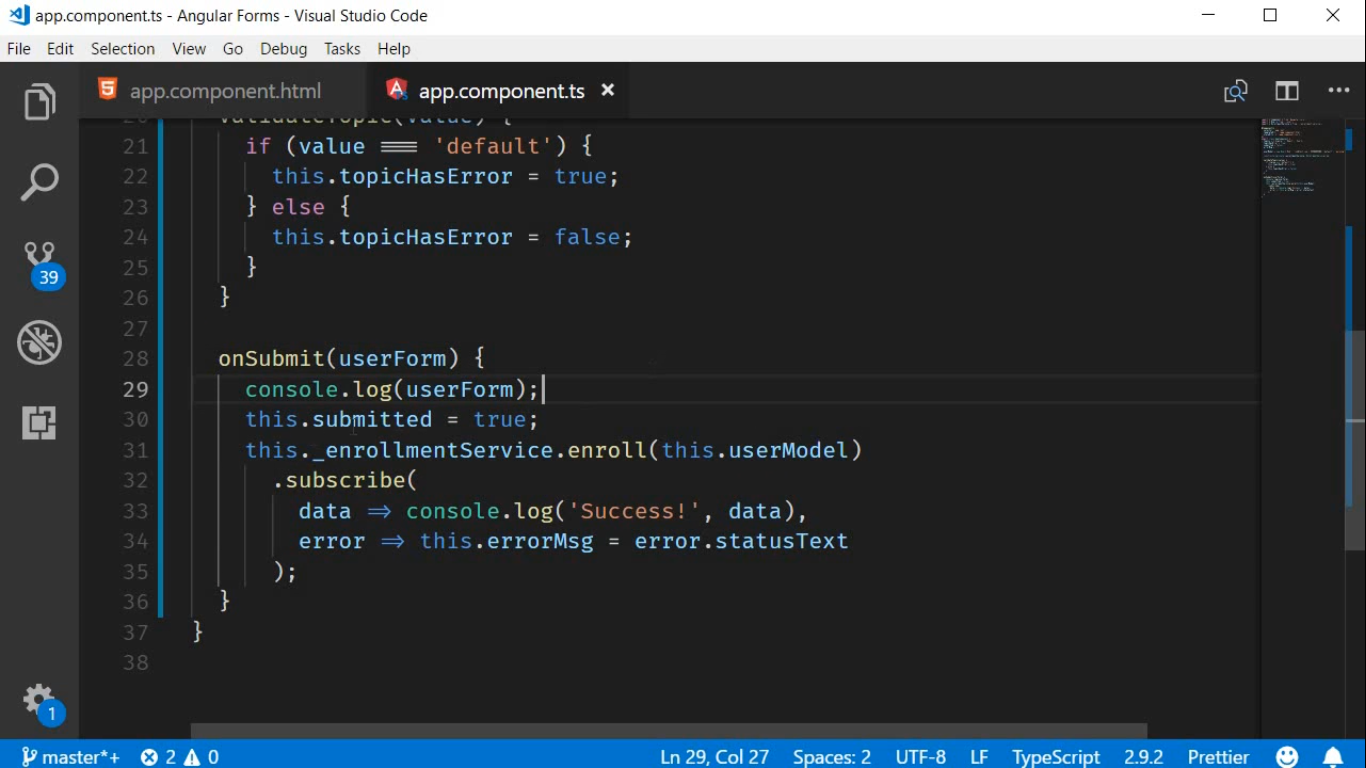 app.component.ts - Angular Forms - Visual Studio Code
File Edit Selection View Go Debug Tasks Help
app.component.html app.component.ts
20 validateTopic(value) {
21 if (value === 'default') {
22 this.topicHasError = true;
23 } else {
24 this.topicHasError = false;
25 }
26 }
27
28 onSubmit(userForm) {
29 console.log(userForm);
30 this.submitted = true;
31 this._enrollmentService.enroll(this.userModel)
32 .subscribe(
33 data => console.log('Success!', data),
34 error => this.errorMsg = error.statusText
35 );
36 }
37 }
38
39
1
master*+ 2 0 Ln 29, Col 27 Spaces: 2 UTF-8 LF TypeScript 2.9.2 Prettier